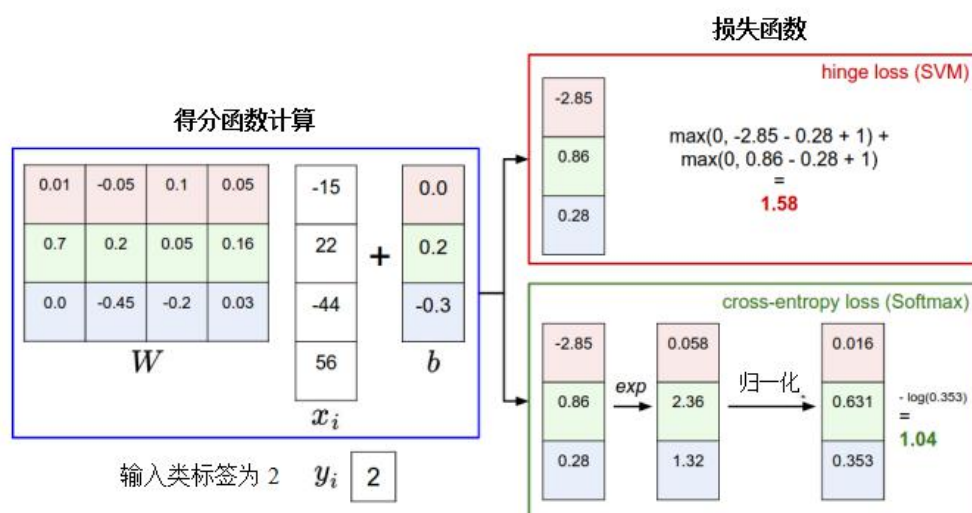 损失函数
hinge loss (SVM)
-2.85
0.86
0.28
max(0, -2.85 - 0.28 + 1) +
max(0, 0.86 - 0.28 + 1)
=
1.58
得分函数计算
0.01 -0.05 0.1 0.05
0.7 0.2 0.05 0.16
0.0 -0.45 -0.2 0.03
W
-15
22
-44
56
x_i
+
0.0
0.2
-0.3
b
输入类标签为 2 y_i 2
cross-entropy loss (Softmax)
-2.85
0.86
0.28
exp
0.058
2.36
1.32
归一化
0.016
0.631
0.353
- log(0.353)
=
1.04